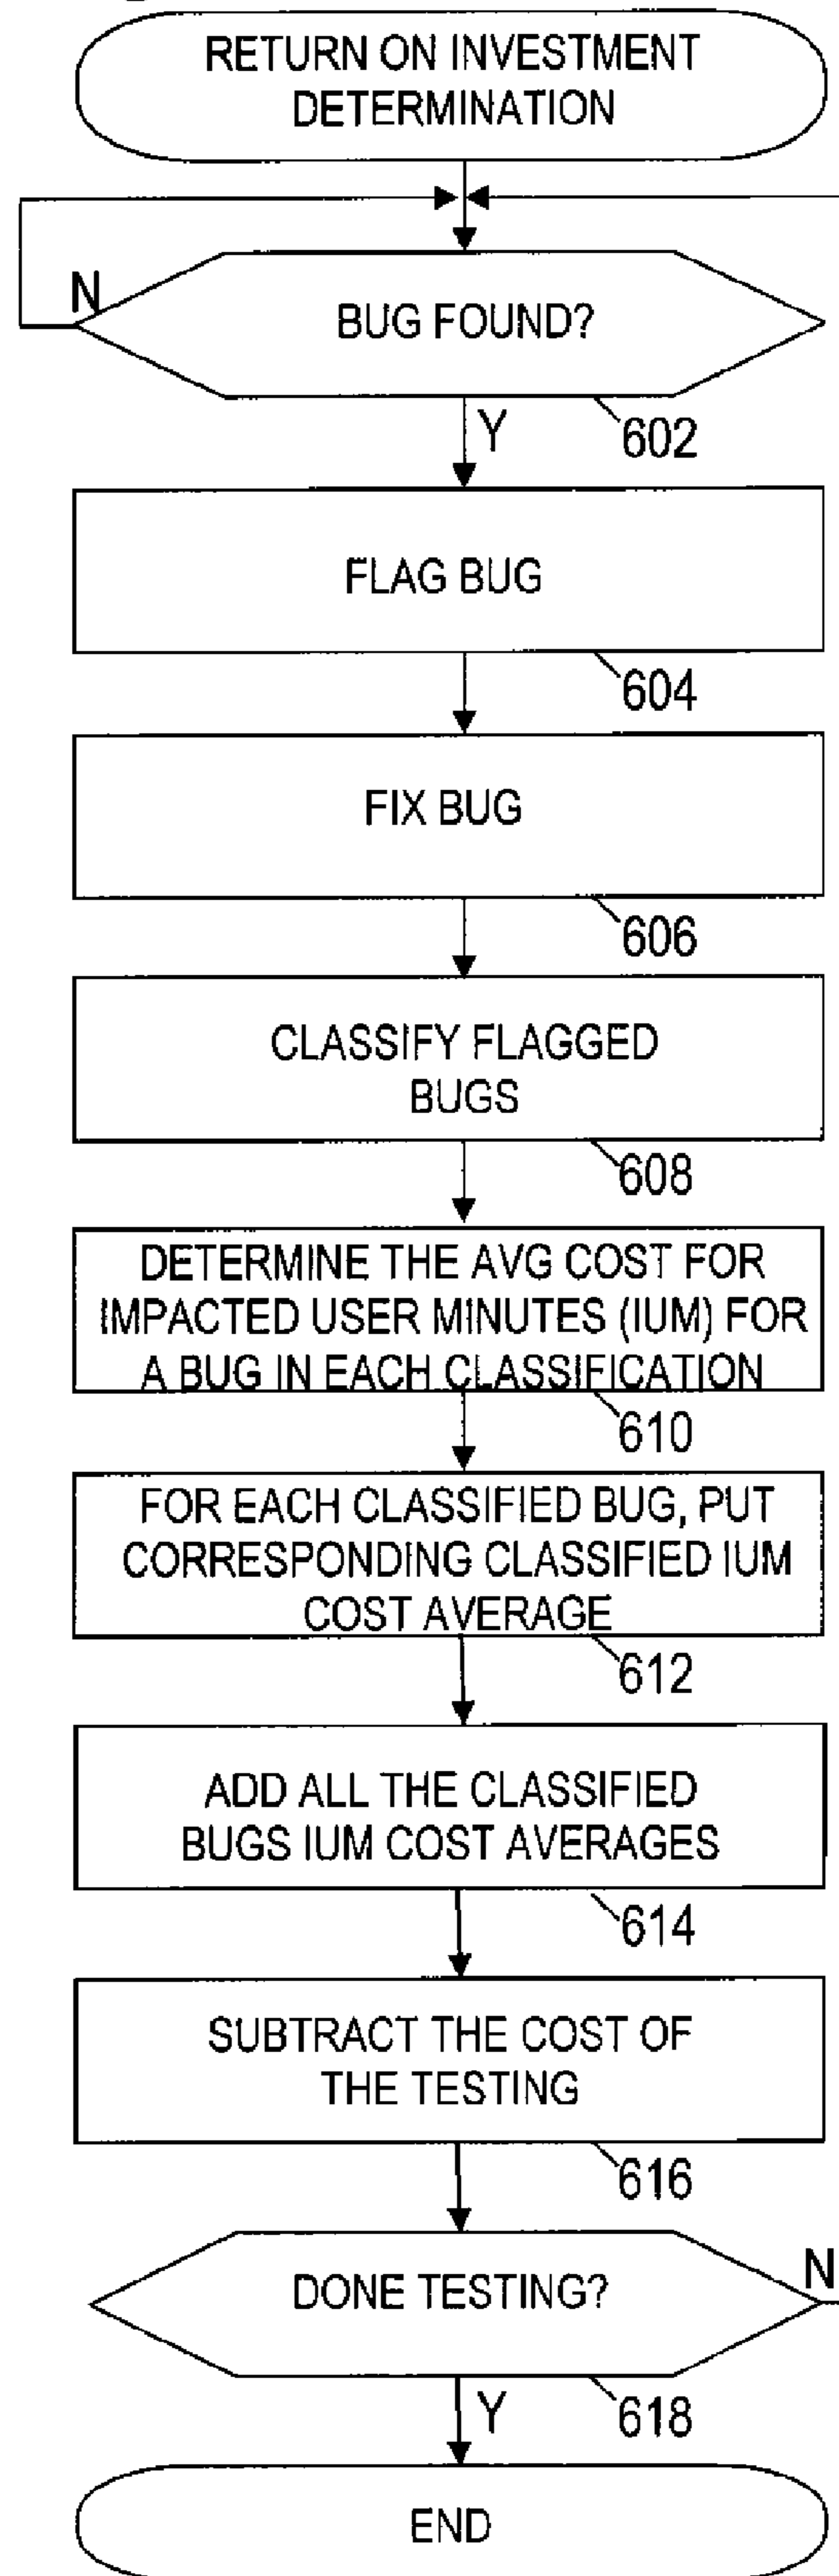 RETURN ON INVESTMENT
DETERMINATION
N
BUG FOUND?
Y
602
FLAG BUG
604
FIX BUG
606
CLASSIFY FLAGGED
BUGS
608
DETERMINE THE AVG COST FOR
IMPACTED USER MINUTES (IUM) FOR
A BUG IN EACH CLASSIFICATION
610
FOR EACH CLASSIFIED BUG, PUT
CORRESPONDING CLASSIFIED IUM
COST AVERAGE
612
ADD ALL THE CLASSIFIED
BUGS IUM COST AVERAGES
614
SUBTRACT THE COST OF
THE TESTING
616
N
DONE TESTING?
Y
618
END